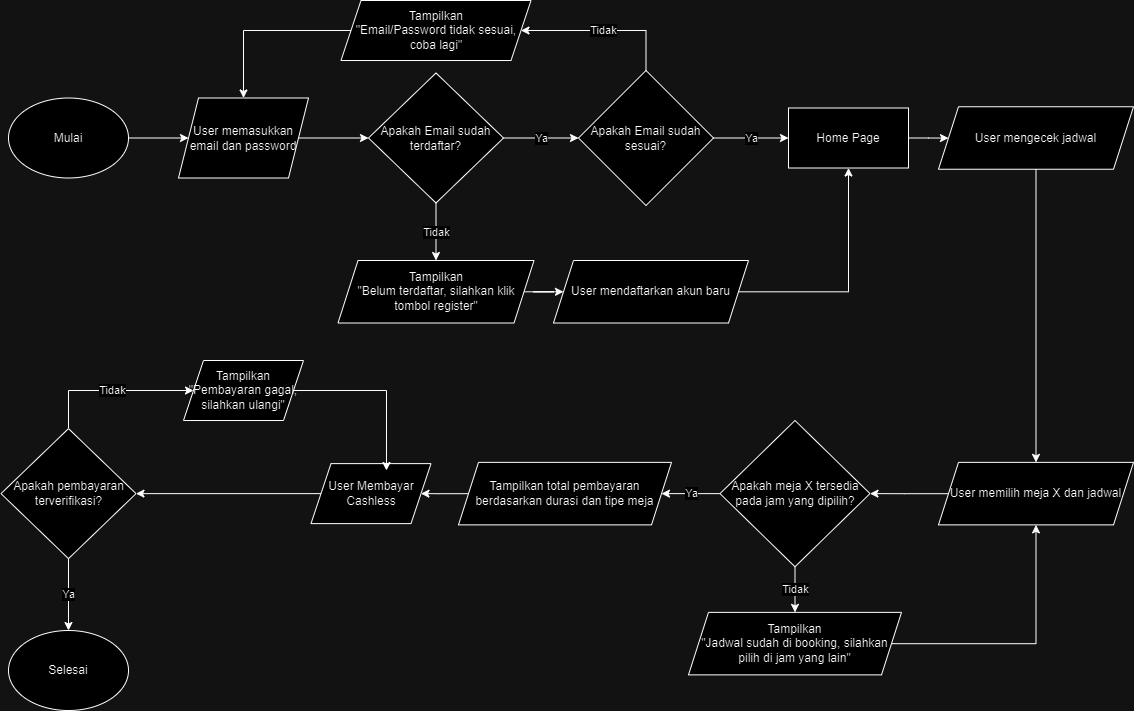 Tampilkan
"Email/Password tidak sesuai,
coba lagi"
Tidak
Mulai
User memasukkan
email dan password
Apakah Email sudah
terdaftar?
Ya
Apakah Email sudah
sesuai?
Ya
Home Page
User mengecek jadwal
Tidak
Tampilkan
"Belum terdaftar, silahkan klik
tombol register"
User mendaftarkan akun baru
Tidak
Tampilkan
"Pembayaran gagal,
silahkan ulangi"
Apakah pembayaran
terverifikasi?
User Membayar
Cashless
Tampilkan total pembayaran
berdasarkan durasi dan tipe meja
Ya
Apakah meja X tersedia
pada jam yang dipilih?
User memilih meja X dan jadwal
Ya
Tidak
Selesai
Tampilkan
"Jadwal sudah di booking, silahkan
pilih di jam yang lain"